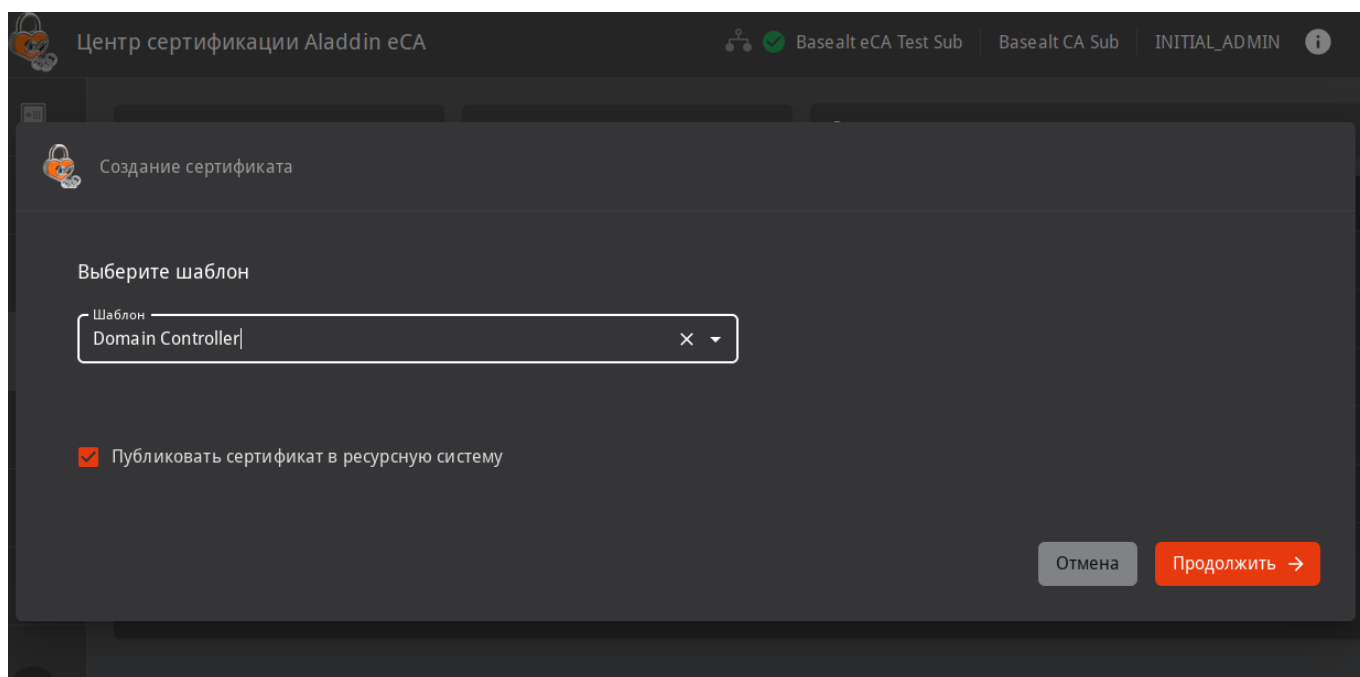 Центр сертификации Aladdin eCA
Basealt eCA Test Sub
Basealt CA Sub
INITIAL_ADMIN
Создание сертификата
Выберите шаблон
Шаблон
Domain Controller
Публиковать сертификат в ресурсную систему
Отмена
Продолжить